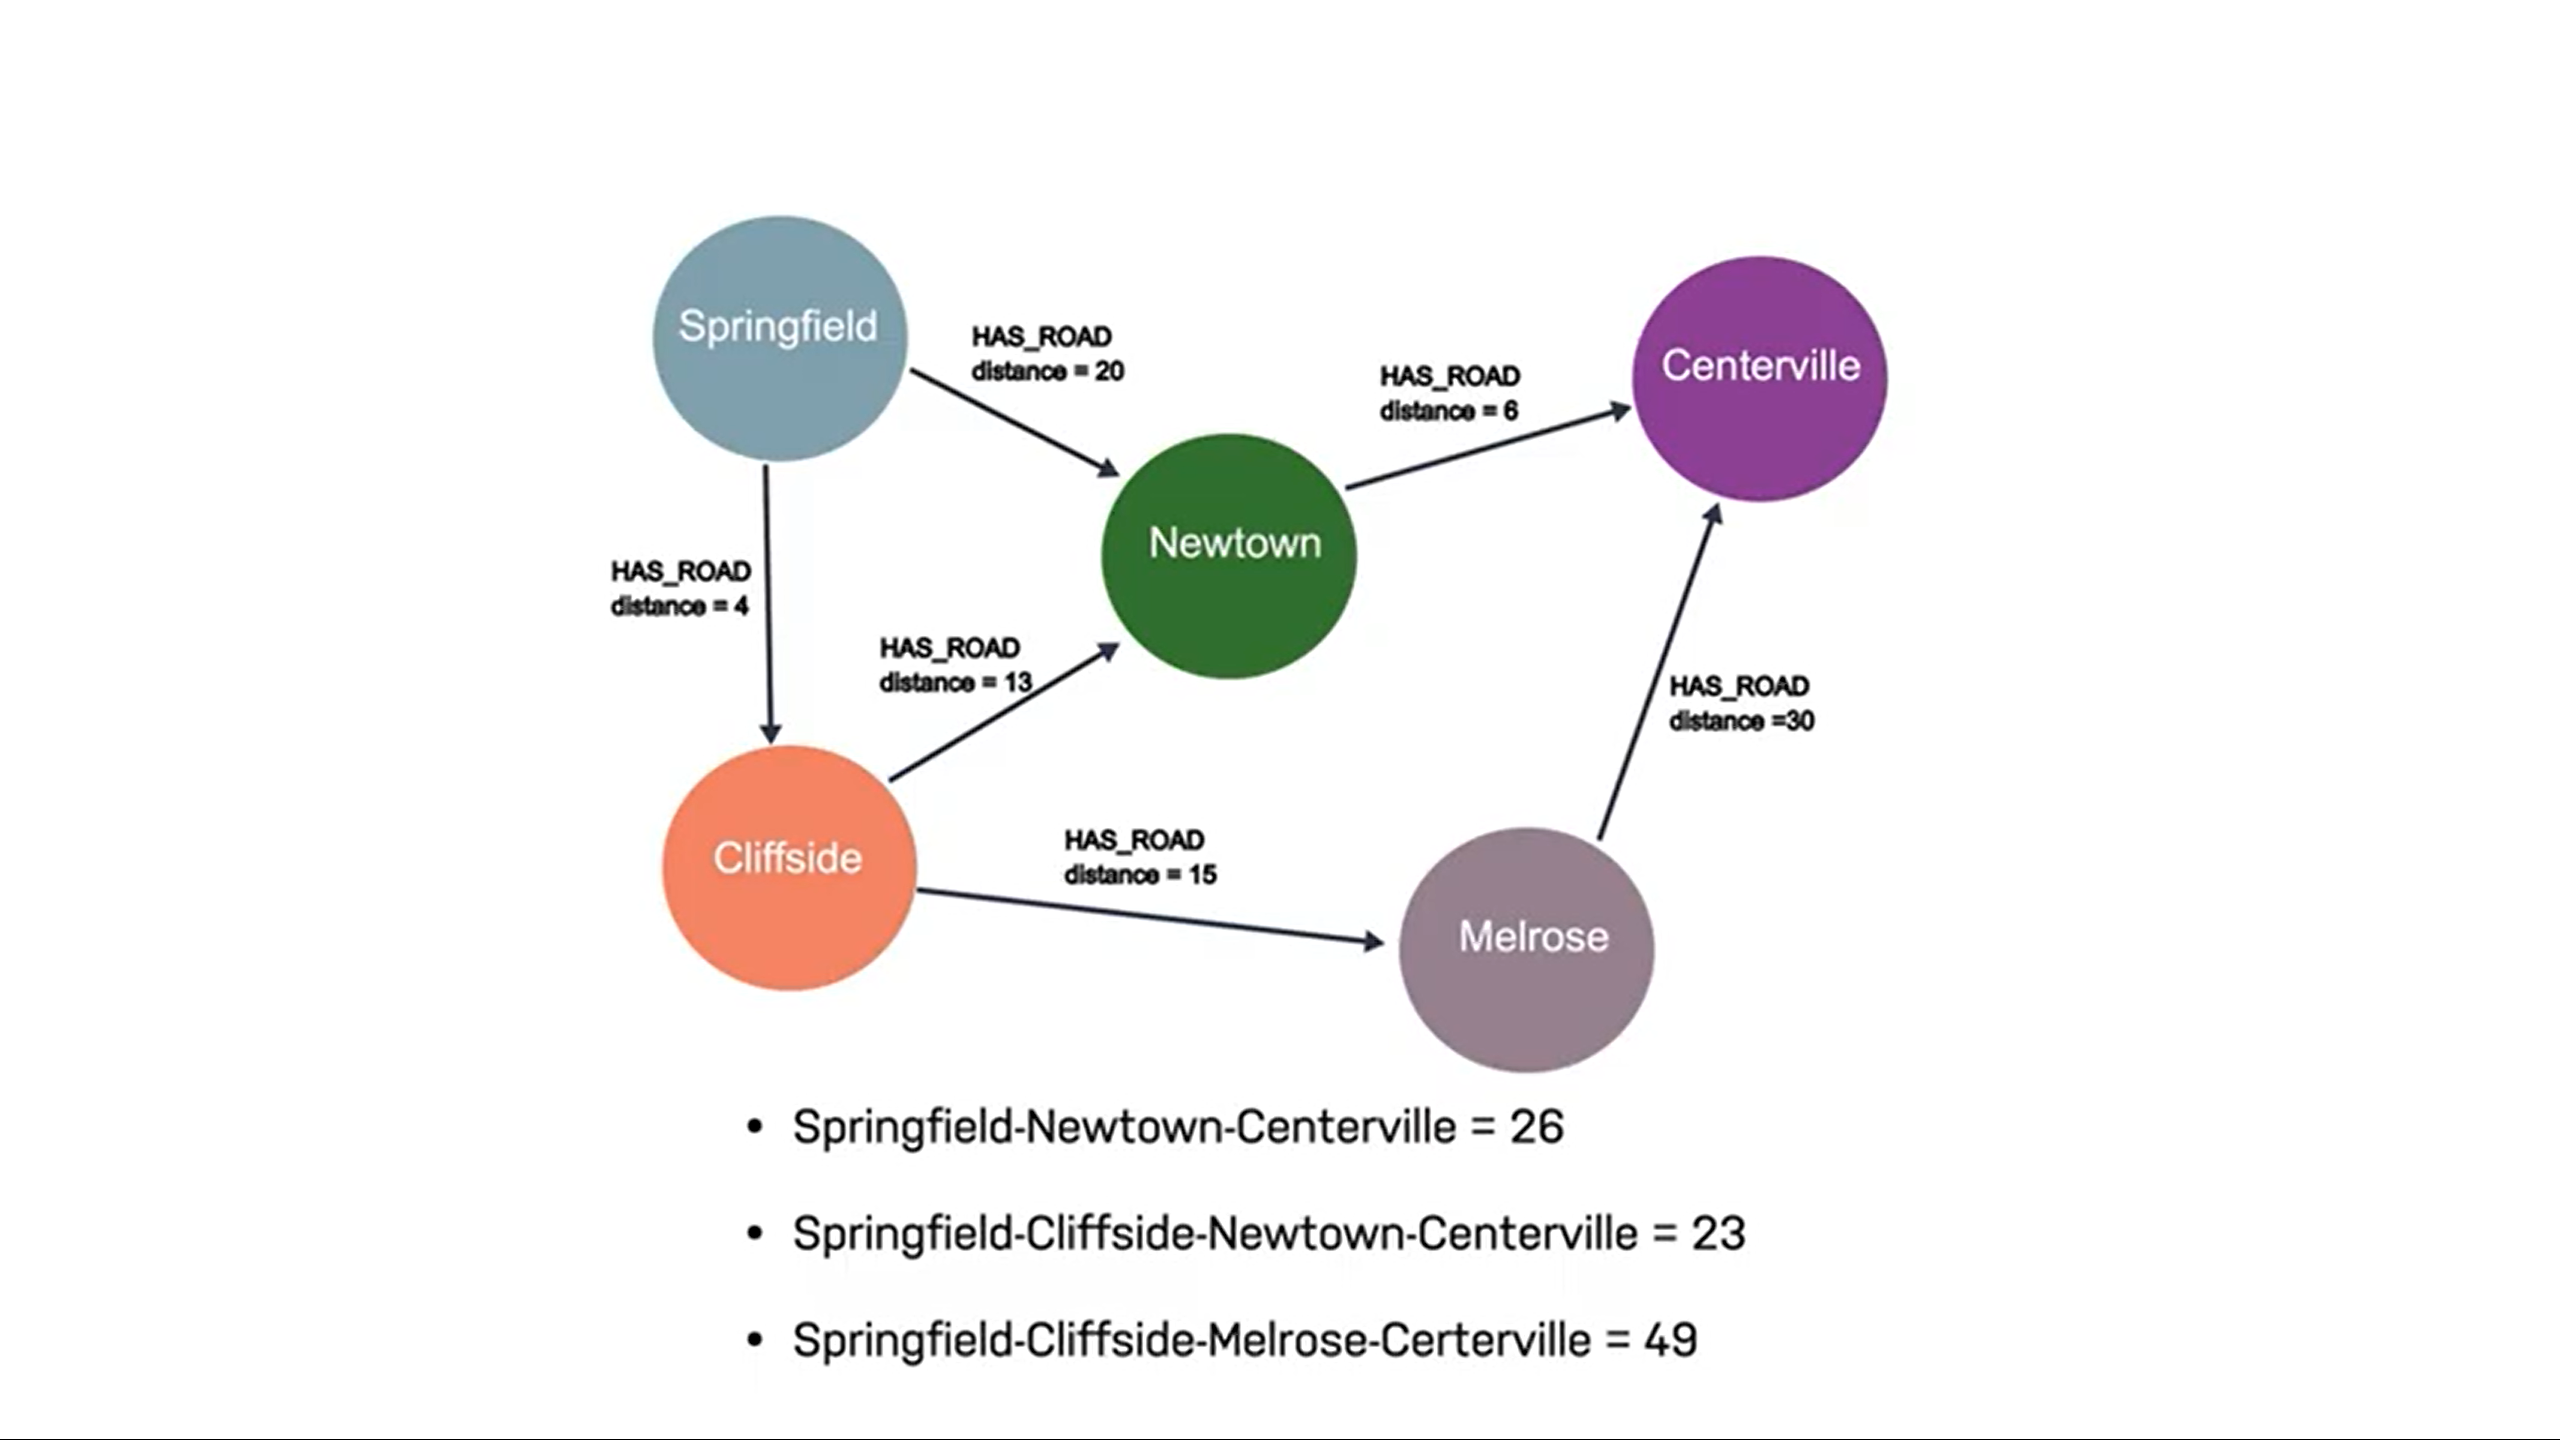 Springfield
HAS_ROAD
distance = 20
HAS_ROAD
distance = 6
Centerville
Newtown
HAS_ROAD
distance = 4
HAS_ROAD
distance = 13
HAS_ROAD
distance =30
Cliffside
HAS_ROAD
distance = 15
Melrose
• Springfield-Newtown-Centerville = 26
• Springfield-Cliffside-Newtown-Centerville = 23
• Springfield-Cliffside-Melrose-Certerville = 49